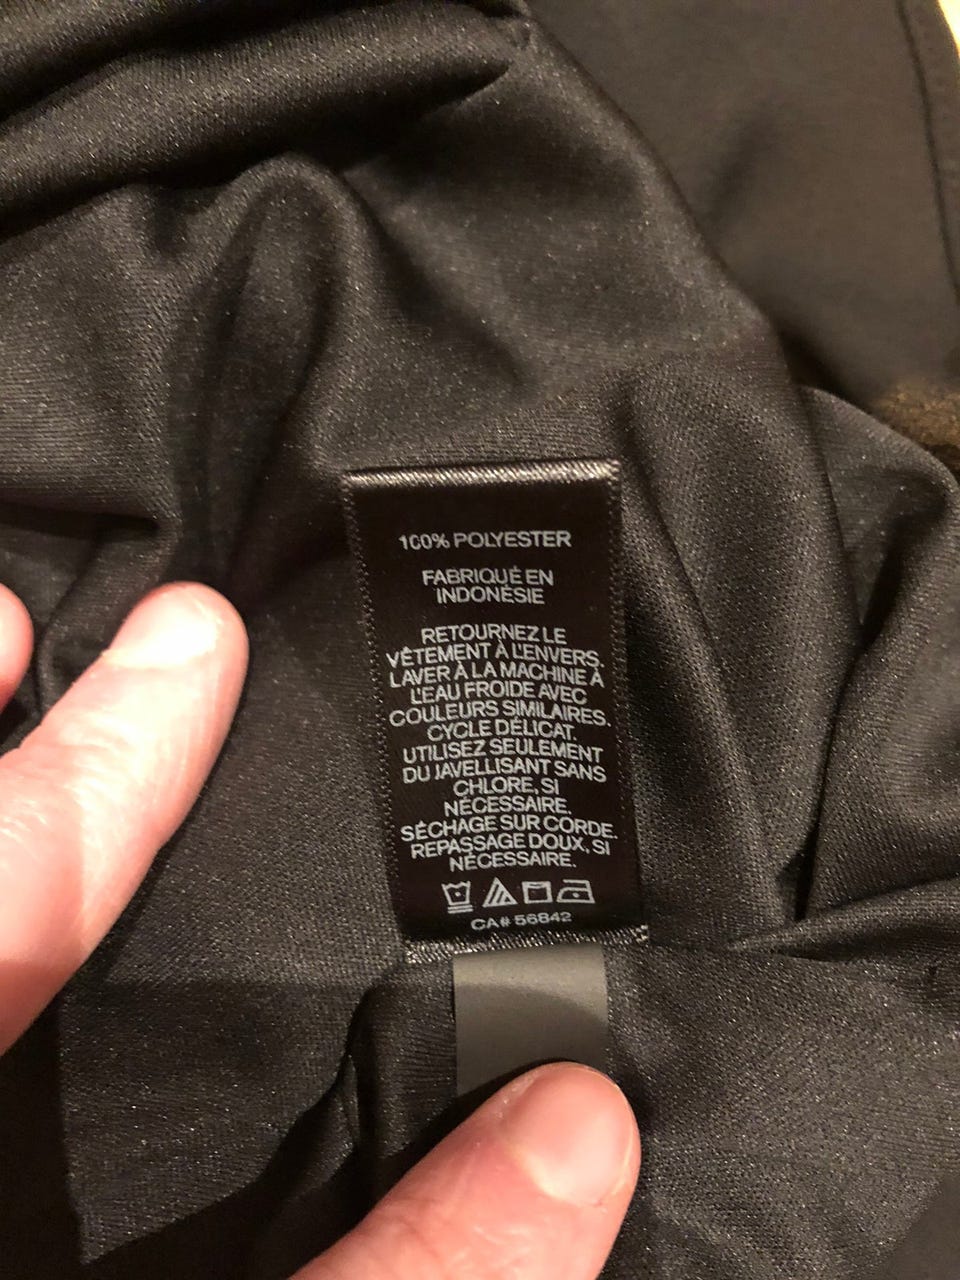 100% POLYESTER
FABRIQUÉ EN
INDONÉSIE
RETOURNEZ LE
VÊTEMENT À L'ENVERS.
LAVER À LA MACHINE À
L'EAU FROIDE AVEC
COULEURS SIMILAIRES.
CYCLE DÉLICAT.
UTILISEZ SEULEMENT
DU JAVELLISANT SANS
CHLORE, SI
NÉCESSAIRE.
SÉCHAGE SUR CORDE.
REPASSAGE DOUX, SI
NÉCESSAIRE.
CA# 56842